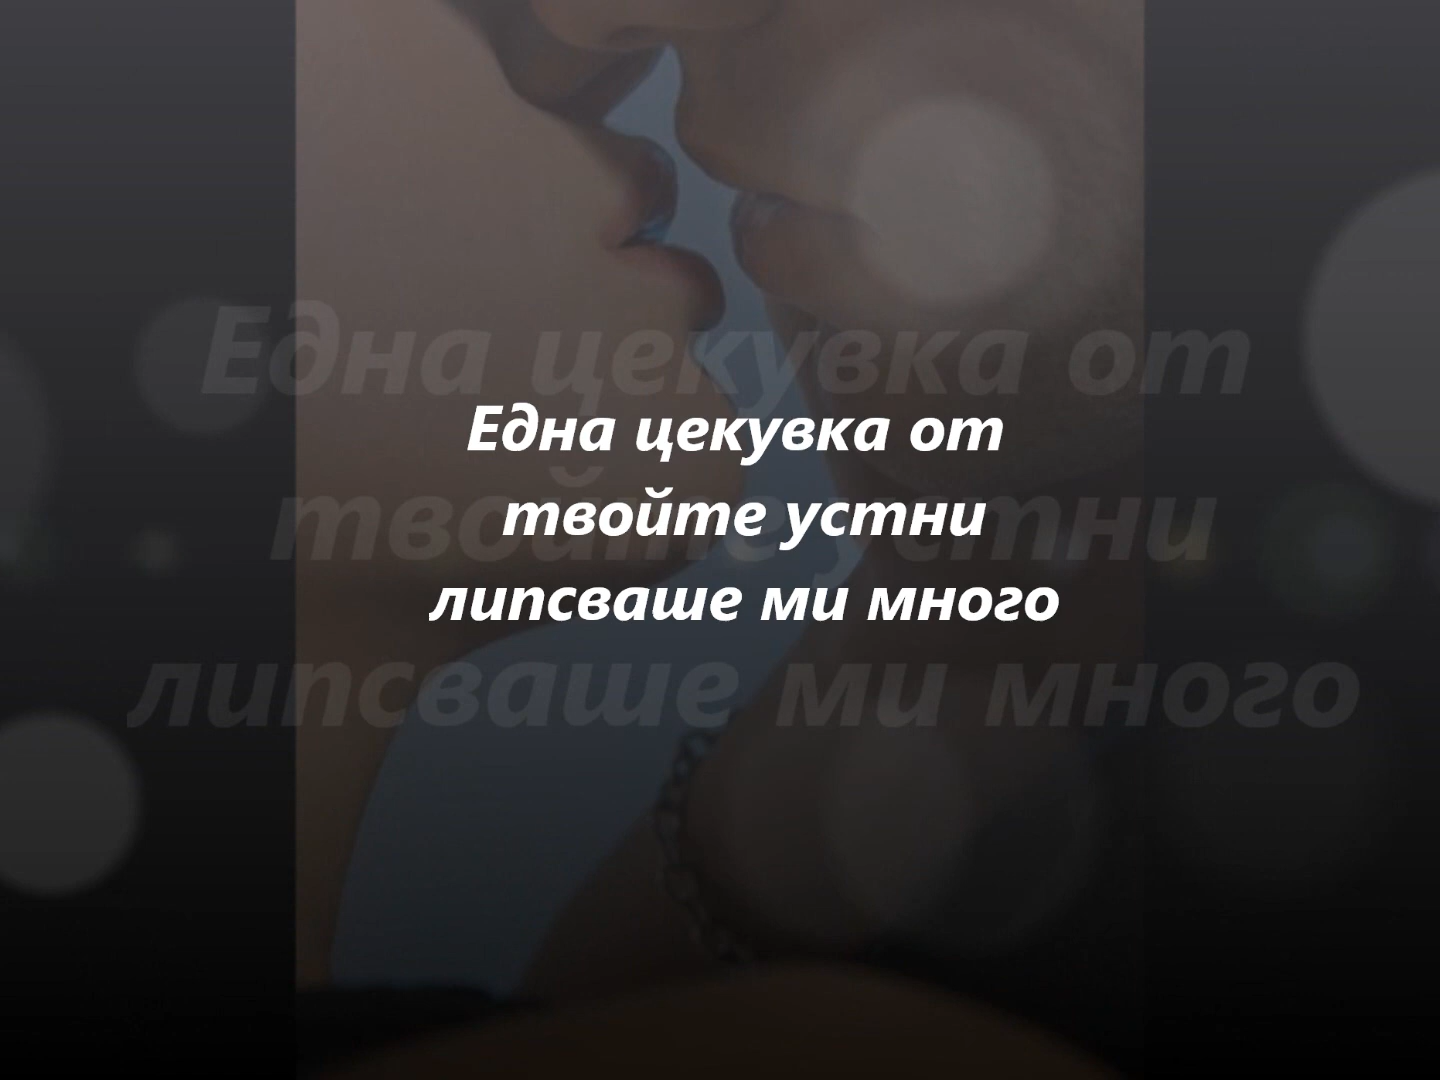 Една цекувка от
твойте устни
липсваше ми много